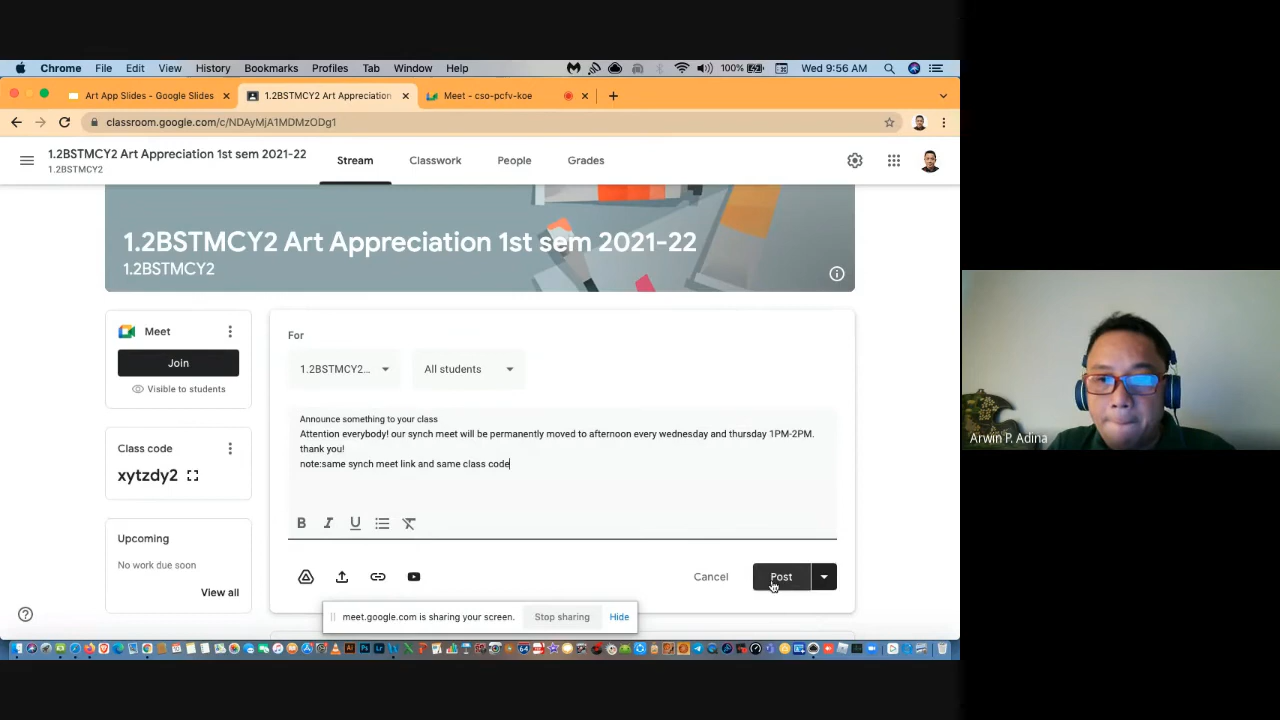 Chrome File Edit View History Bookmarks Profiles Tab Window Help 100% Wed 9:56 AM
Art App Slides - Google Slides 1.2BSTMCY2 Art Appreciation Meet - cso-pcfv-koe
classroom.google.com/c/NDAyMjA1MDMzODg1
1.2BSTMCY2 Art Appreciation 1st sem 2021-22
1.2BSTMCY2
Stream Classwork People Grades
1.2BSTMCY2 Art Appreciation 1st sem 2021-22
1.2BSTMCY2
Meet
Join
Visible to students
Class code
xytzdy2
Upcoming
No work due soon
View all
For
1.2BSTMCY2... All students
Announce something to your class
Attention everybody! our synch meet will be permanently moved to afternoon every wednesday and thursday 1PM-2PM.
thank you!
note:same synch meet link and same class code
B I U
Cancel Post
meet.google.com is sharing your screen. Stop sharing Hide
Arwin P. Adina